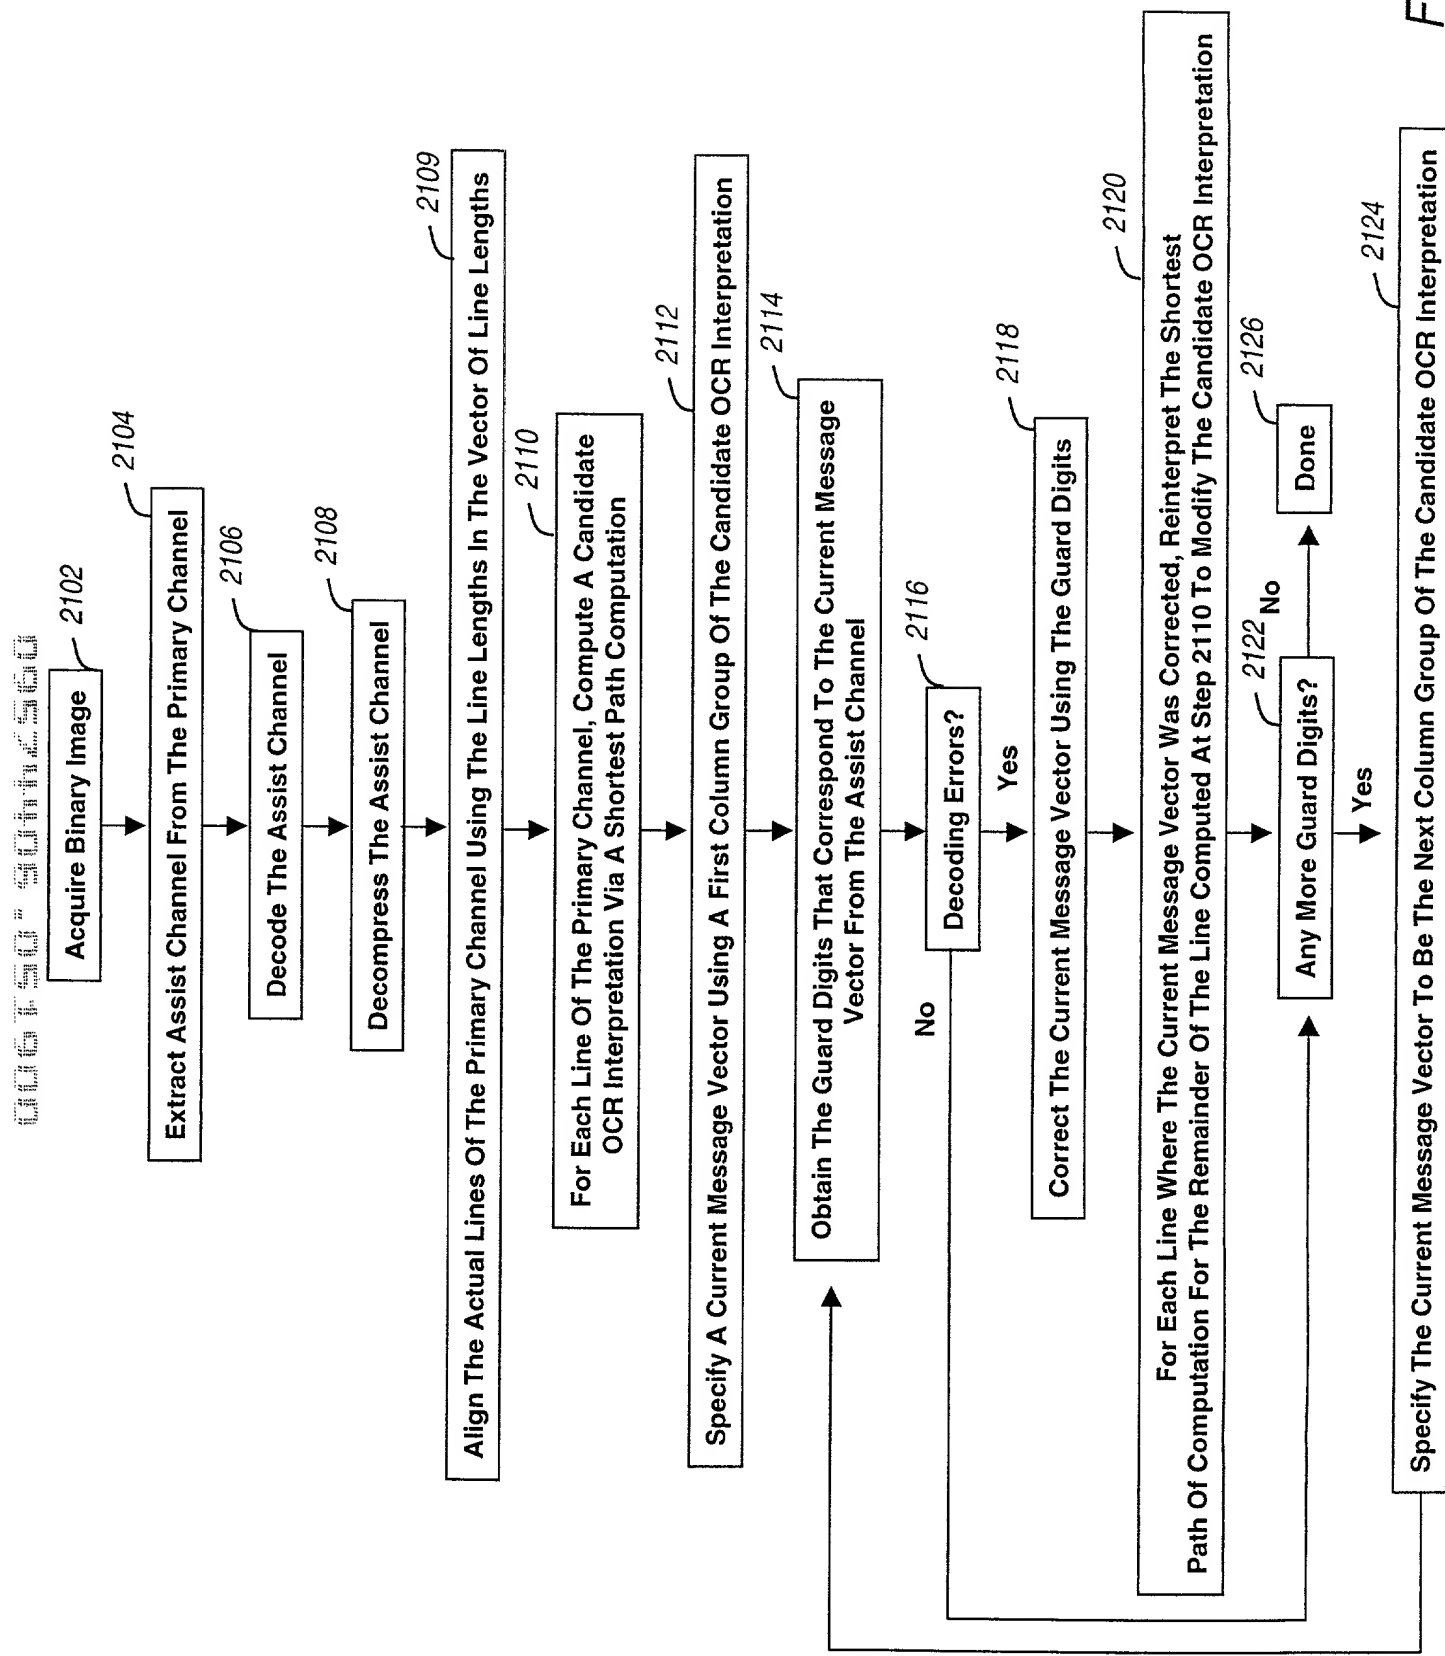 2102
Acquire Binary Image
2104
Extract Assist Channel From The Primary Channel
2106
Decode The Assist Channel
2108
Decompress The Assist Channel
2109
Align The Actual Lines Of The Primary Channel Using The Line Lengths In The Vector Of Line Lengths
2110
For Each Line Of The Primary Channel, Compute A Candidate
OCR Interpretation Via A Shortest Path Computation
2112
Specify A Current Message Vector Using A First Column Group Of The Candidate OCR Interpretation
2114
Obtain The Guard Digits That Correspond To The Current Message
Vector From The Assist Channel
2116
Decoding Errors?
No
Yes
2118
Correct The Current Message Vector Using The Guard Digits
2120
For Each Line Where The Current Message Vector Was Corrected, Reinterpret The Shortest
Path Of Computation For The Remainder Of The Line Computed At Step 2110 To Modify The Candidate OCR Interpretation
2122
Any More Guard Digits?
No
2126
Done
Yes
2124
Specify The Current Message Vector To Be The Next Column Group Of The Candidate OCR Interpretation